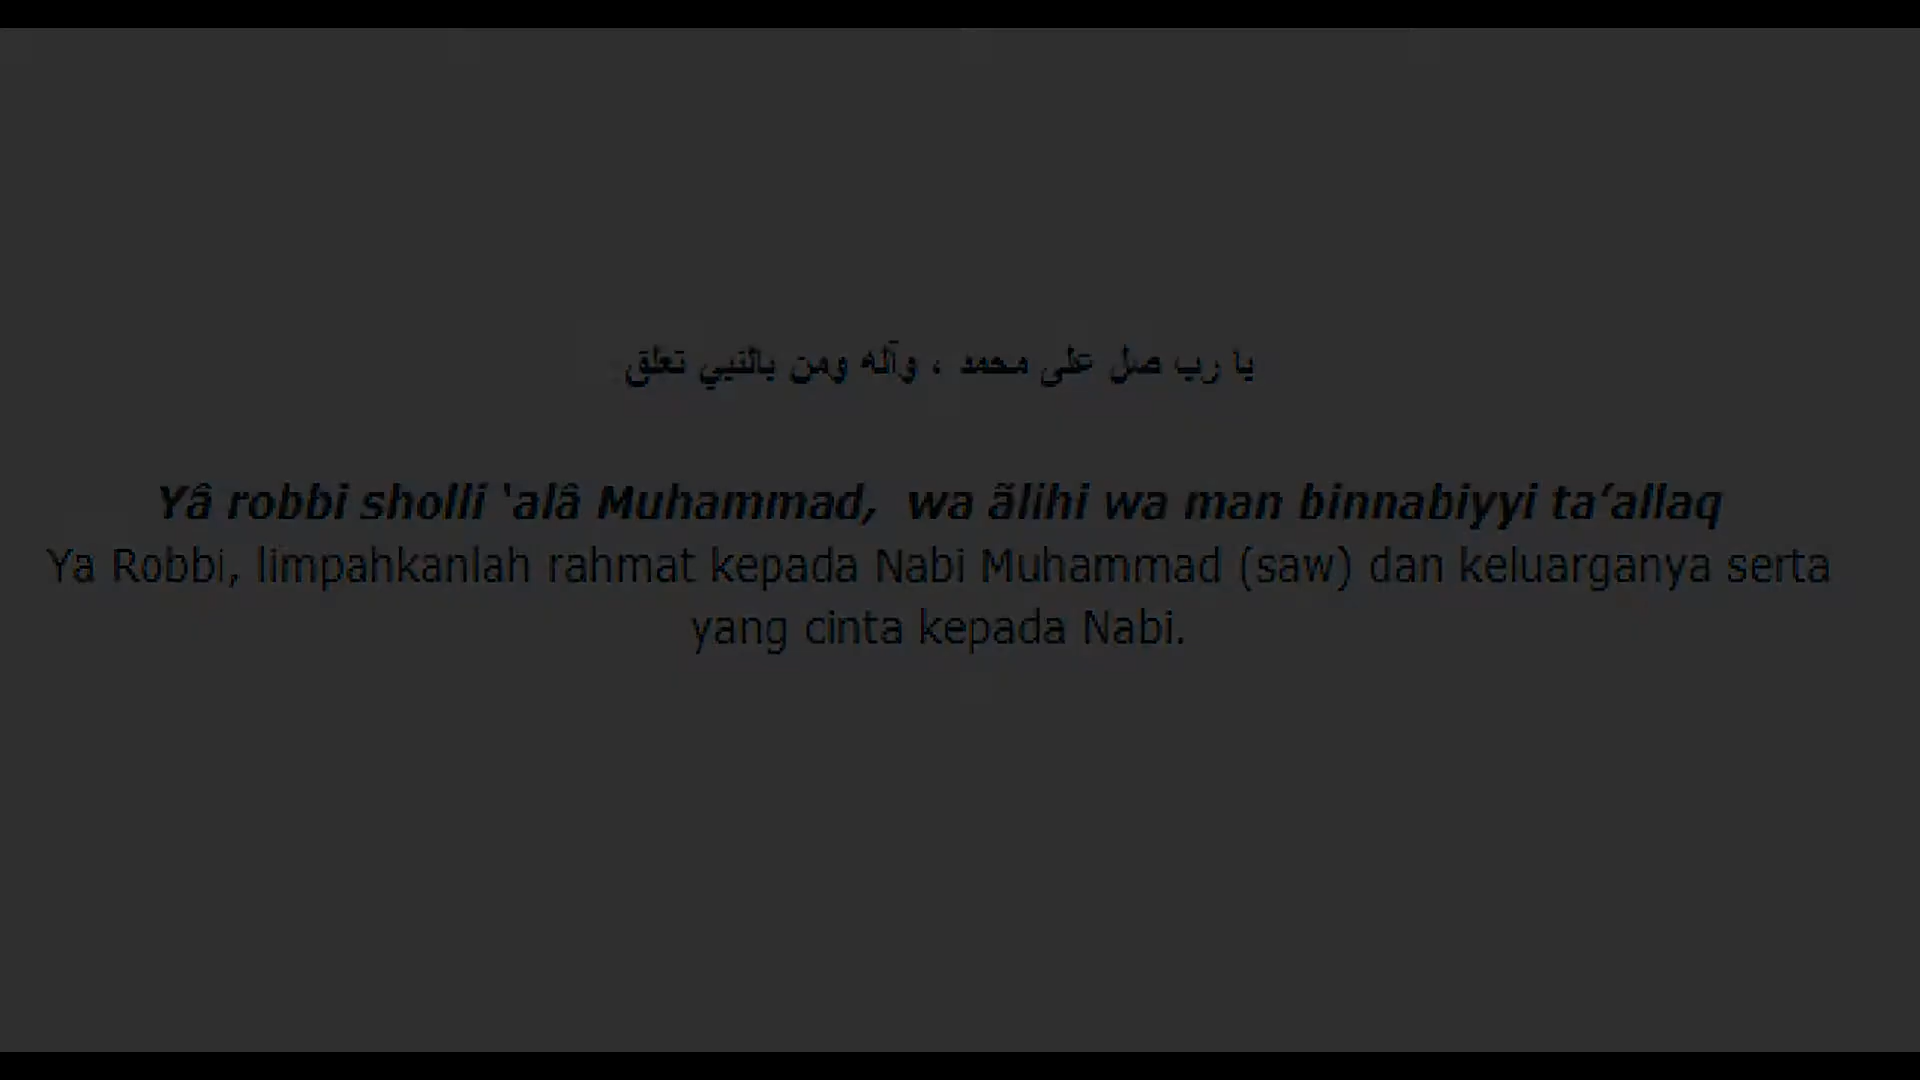 يا رب صل على محمد ، وآله ومن بالنبي تعلق
Yâ robbi sholli ‘alâ Muhammad, wa ãlihi wa man binnabiyyi ta’allaq
Ya Robbi, limpahkanlah rahmat kepada Nabi Muhammad (saw) dan keluarganya serta
yang cinta kepada Nabi.